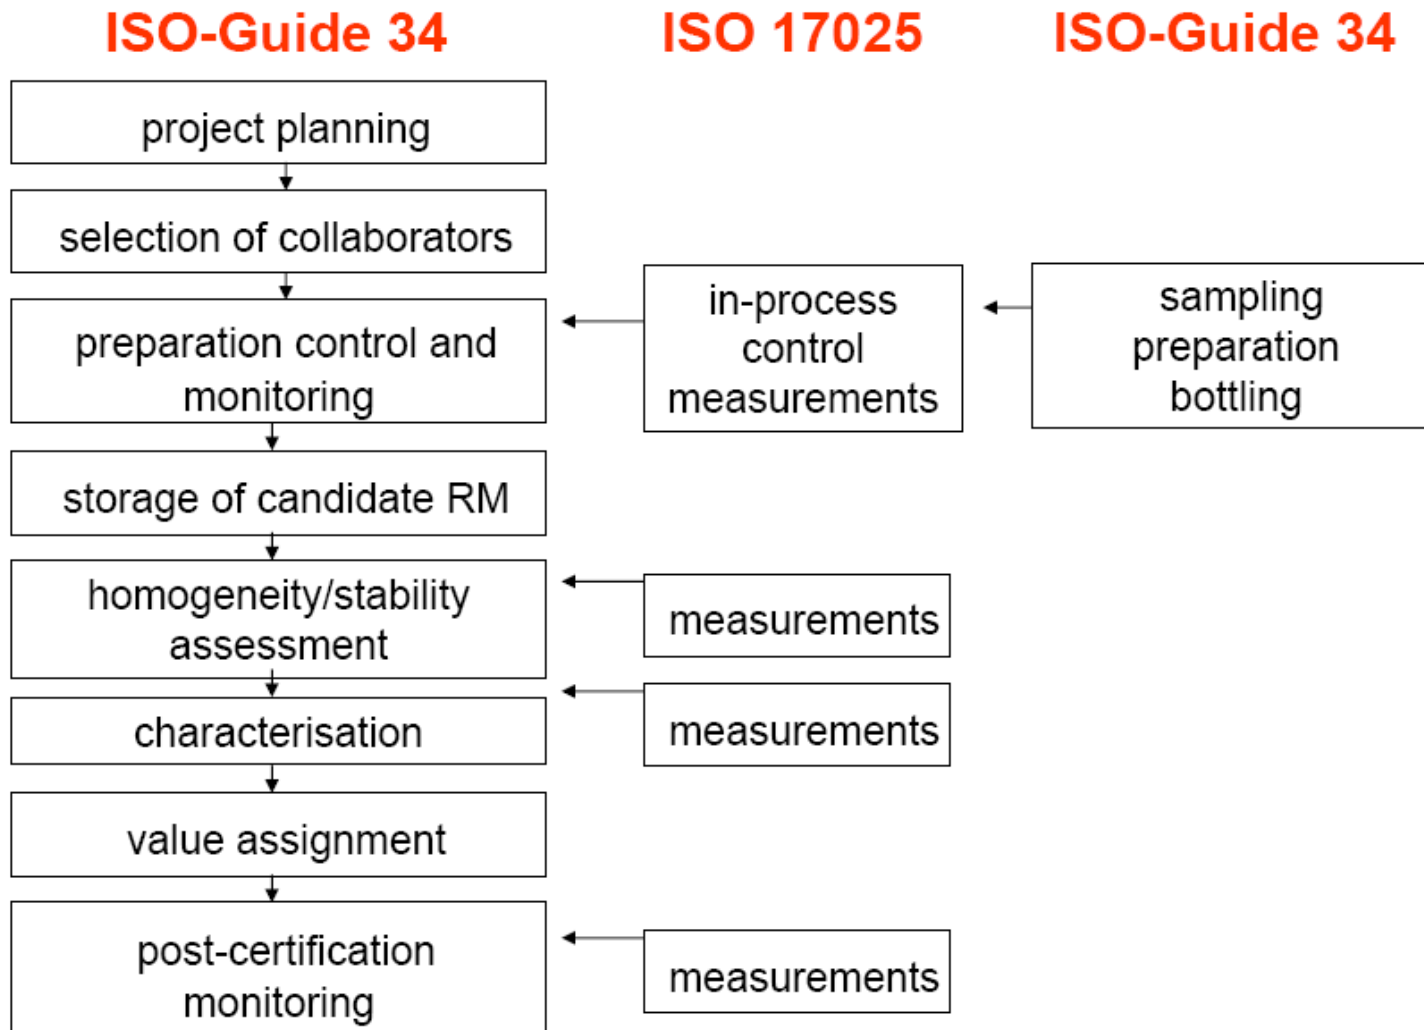 ISO-Guide 34
ISO 17025
ISO-Guide 34
project planning
selection of collaborators
preparation control and
monitoring
in-process
control
measurements
sampling
preparation
bottling
storage of candidate RM
homogeneity/stability
assessment
measurements
characterisation
measurements
value assignment
post-certification
monitoring
measurements